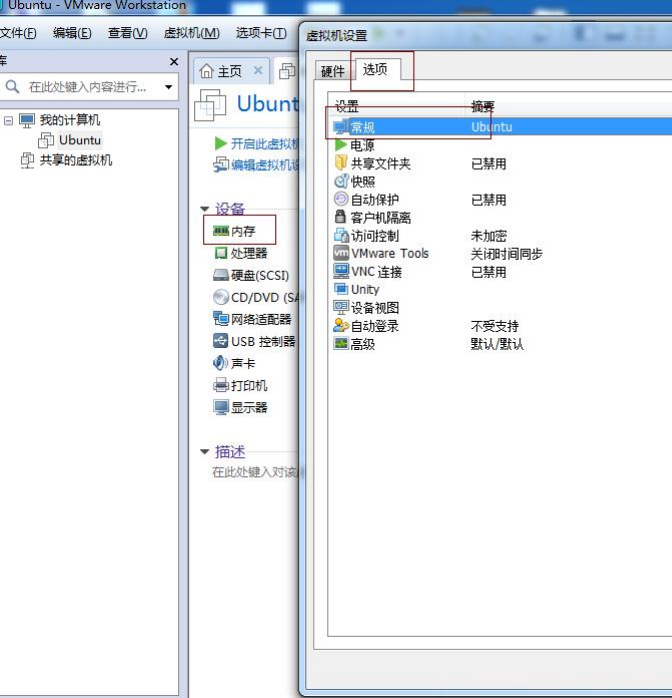 Ubuntu - VMware Workstation
文件(F) 编辑(E) 查看(V) 虚拟机(M) 选项卡(T)
库
在此处键入内容进行...
我的计算机
Ubuntu
共享的虚拟机
主页
Ubunt
开启此虚拟机
编辑虚拟机设
设备
内存
处理器
硬盘(SCSI)
CD/DVD (SA
网络适配器
USB 控制器
声卡
打印机
显示器
描述
在此处键入对该
虚拟机设置
硬件 选项
设置 摘要
常规 Ubuntu
电源
共享文件夹 已禁用
快照
自动保护 已禁用
客户机隔离
访问控制 未加密
VMware Tools 关闭时间同步
VNC 连接 已禁用
Unity
设备视图
自动登录 不受支持
高级 默认/默认